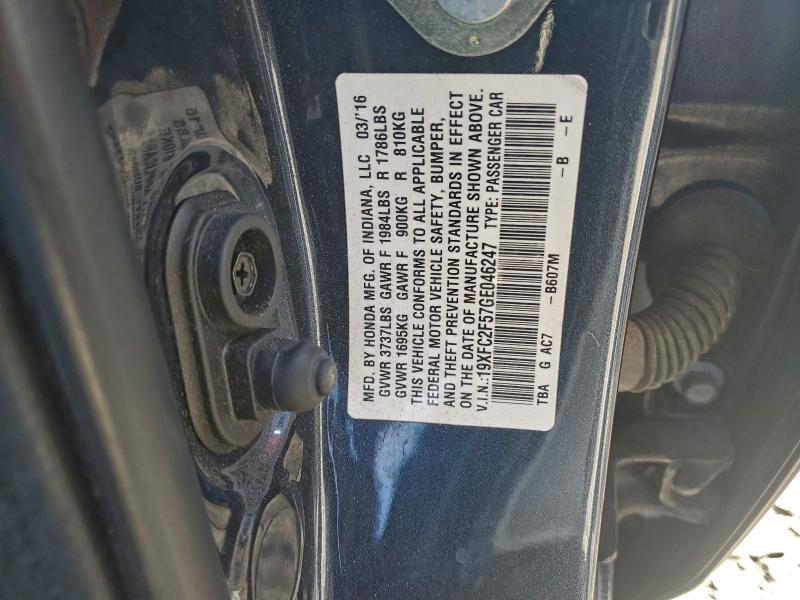 MFD. BY HONDA MFG. OF INDIANA, LLC 03/'16
GVWR 3737LBS GAWR F 1984LBS R 1786LBS
GVWR 1695KG GAWR F 900KG R 810KG
THIS VEHICLE CONFORMS TO ALL APPLICABLE
FEDERAL MOTOR VEHICLE SAFETY, BUMPER,
AND THEFT PREVENTION STANDARDS IN EFFECT
ON THE DATE OF MANUFACTURE SHOWN ABOVE.
V.I.N.:19XFC2F57GE046247 TYPE: PASSENGER CAR
TBA G AC7 –B607M –B –E